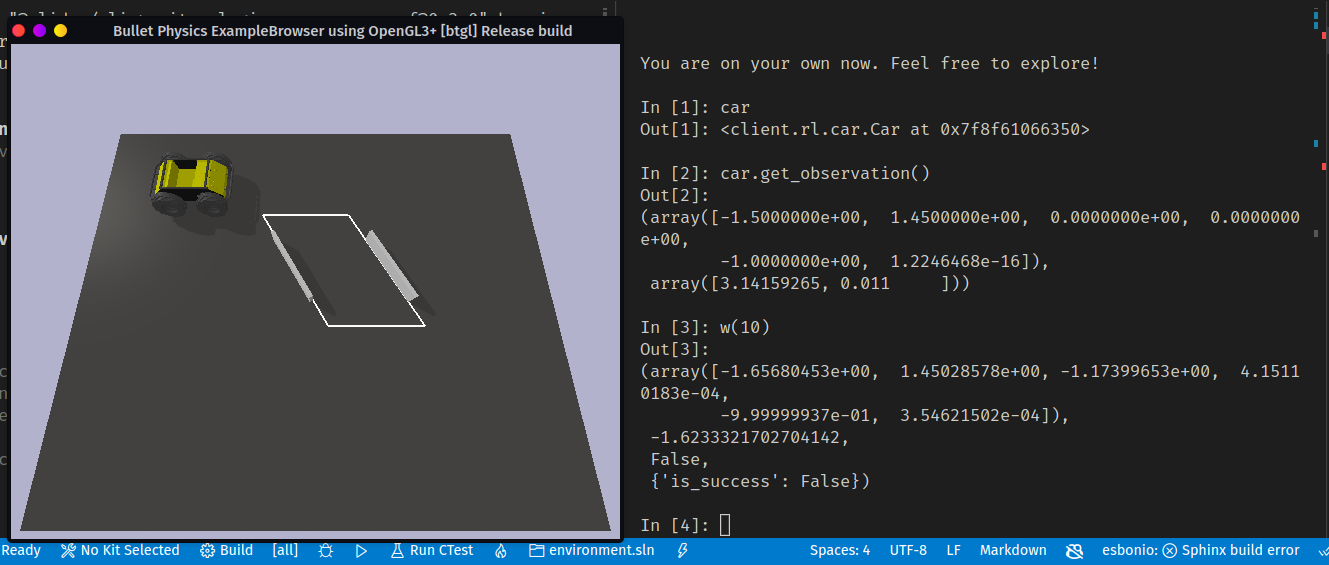 Bullet Physics ExampleBrowser using OpenGL3+ [btgl] Release build
You are on your own now. Feel free to explore!
In [1]: car
Out[1]: <client.rl.car.Car at 0x7f8f61066350>
In [2]: car.get_observation()
Out[2]:
(array([-1.5000000e+00,  1.4500000e+00,  0.0000000e+00,  0.0000000
e+00,
        -1.0000000e+00,  1.2246468e-16]),
 array([3.14159265, 0.011     ]))
In [3]: w(10)
Out[3]:
(array([-1.65680453e+00,  1.45028578e+00, -1.17399653e+00,  4.1511
0183e-04,
        -9.99999937e-01,  3.54621502e-04]),
 -1.6233321702704142,
 False,
 {'is_success': False})
In [4]:
Ready No Kit Selected Build [all] Run CTest environment.sln Spaces: 4 UTF-8 LF Markdown esbonio: Sphinx build error